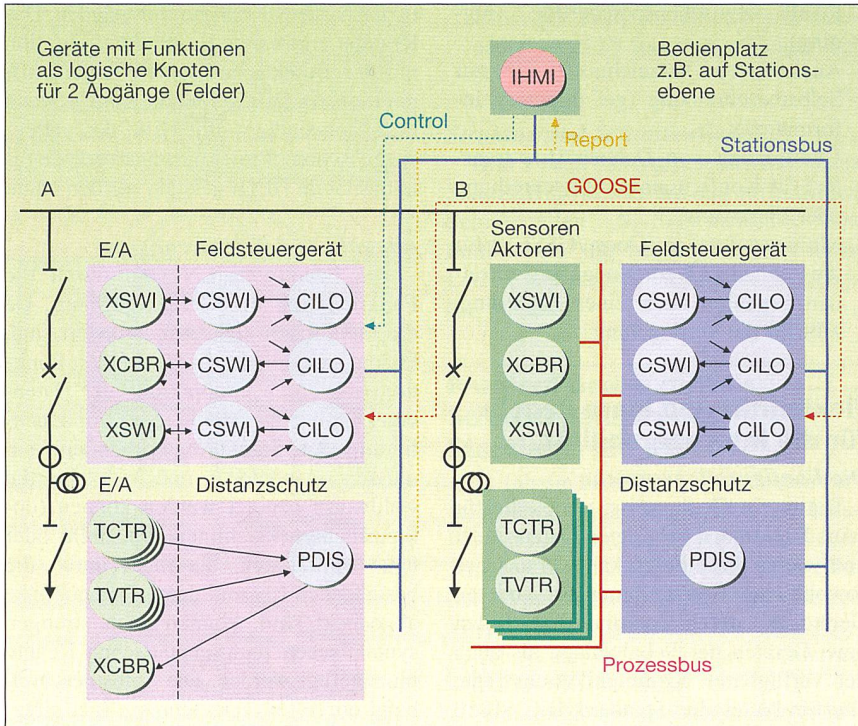 Geräte mit Funktionen
als logische Knoten
für 2 Abgänge (Felder)
IHMI
Bedienplatz
z.B. auf Stations-
ebene
Control
Report
Stationsbus
GOOSE
A
B
E/A
Feldsteuergerät
Sensoren
Aktoren
Feldsteuergerät
XSWI
CSWI
CILO
XSWI
CSWI
CILO
XCBR
CSWI
CILO
XCBR
CSWI
CILO
XSWI
CSWI
CILO
XSWI
CSWI
CILO
E/A
Distanzschutz
Distanzschutz
TCTR
PDIS
TCTR
PDIS
TVTR
TVTR
XCBR
Prozessbus